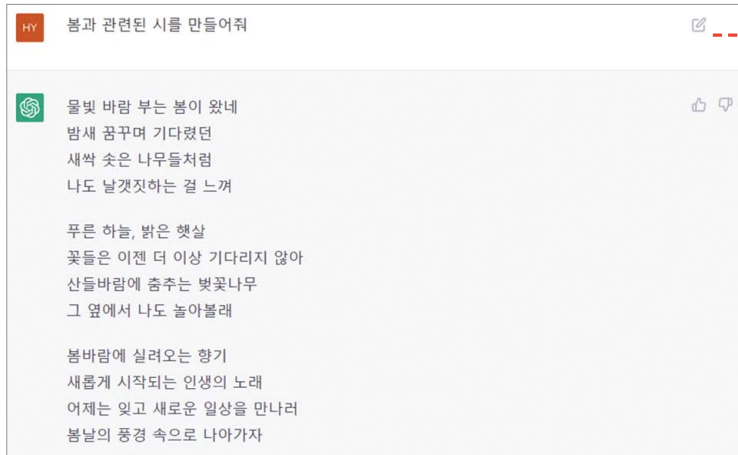 HY
봄과 관련된 시를 만들어줘
물빛 바람 부는 봄이 왔네
밤새 꿈꾸며 기다렸던
새싹 솟은 나무들처럼
나도 날갯짓하는 걸 느껴
푸른 하늘, 밝은 햇살
꽃들은 이젠 더 이상 기다리지 않아
산들바람에 춤추는 벚꽃나무
그 옆에서 나도 놀아볼래
봄바람에 실려오는 향기
새롭게 시작되는 인생의 노래
어제는 잊고 새로운 일상을 만나러
봄날의 풍경 속으로 나아가자